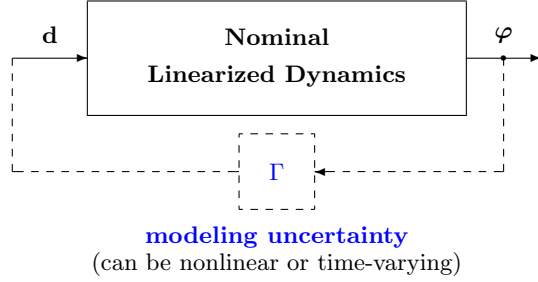 d
Nominal
φ
Linearized Dynamics
Γ
modeling uncertainty
(can be nonlinear or time-varying)